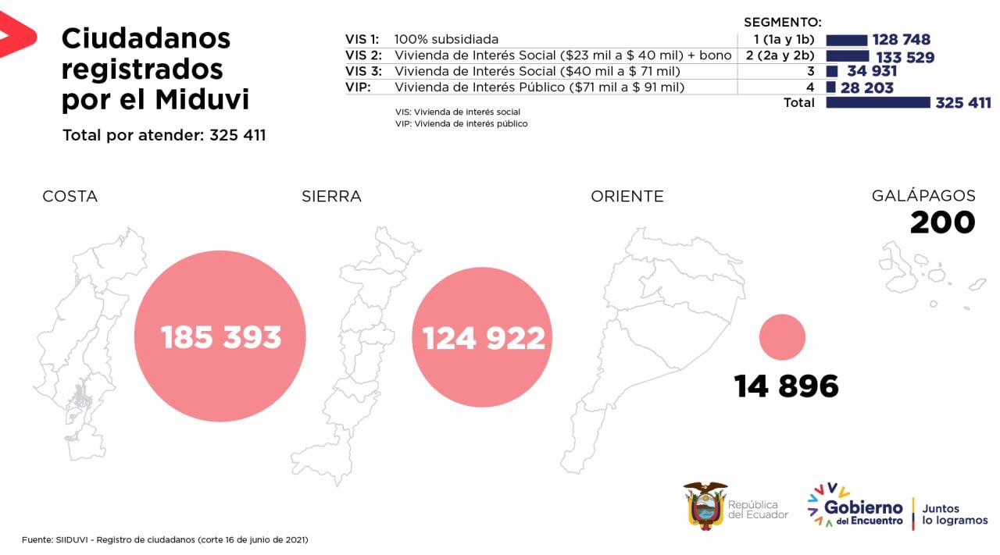 Ciudadanos
registrados
por el Miduvi
Total por atender: 325 411
SEGMENTO:
VIS 1: 100% subsidiada 1 (1a y 1b) 128 748
VIS 2: Vivienda de Interés Social ($23 mil a $ 40 mil) + bono 2 (2a y 2b) 133 529
VIS 3: Vivienda de Interés Social ($40 mil a $ 71 mil) 3 34 931
VIP: Vivienda de Interés Público ($71 mil a $ 91 mil) 4 28 203
Total 325 411
VIS: Vivienda de interés social
VIP: Vivienda de interés público
COSTA
185 393
SIERRA
124 922
ORIENTE
14 896
GALÁPAGOS
200
República
del Ecuador
Gobierno
del Encuentro
Juntos
lo logramos
Fuente: SIIDUVI - Registro de ciudadanos (corte 16 de junio de 2021)